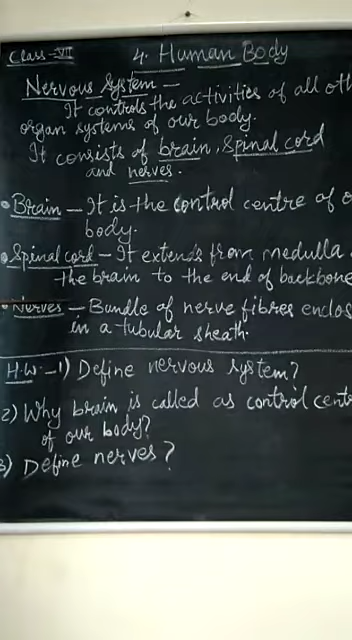 Class-VII 4. Human Body
Nervous System —
It controls the activities of all oth
organ systems of our body.
It consists of brain, Spinal cord
and nerves.
• Brain — It is the control centre of o
body.
• Spinal cord — It extends from medulla
the brain to the end of backbone
• Nerves — Bundle of nerve fibres enclos
in a tubular sheath.
H.W:- 1) Define nervous system?
2) Why brain is called as control cent
of our body?
3) Define nerves?